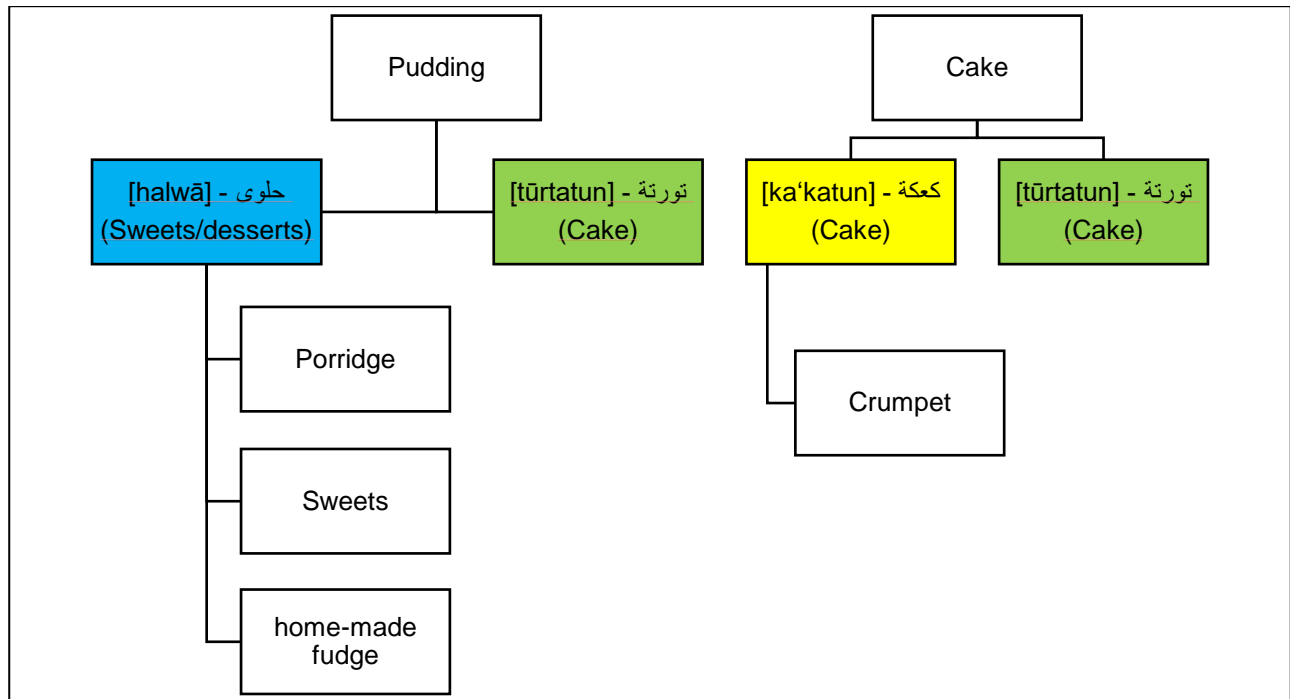 Pudding
Cake
[halwā] - حلوى
(Sweets/desserts)
[tūrtatun] - تورتة
(Cake)
[ka‘katun] - كعكة
(Cake)
[tūrtatun] - تورتة
(Cake)
Porridge
Crumpet
Sweets
home-made
fudge